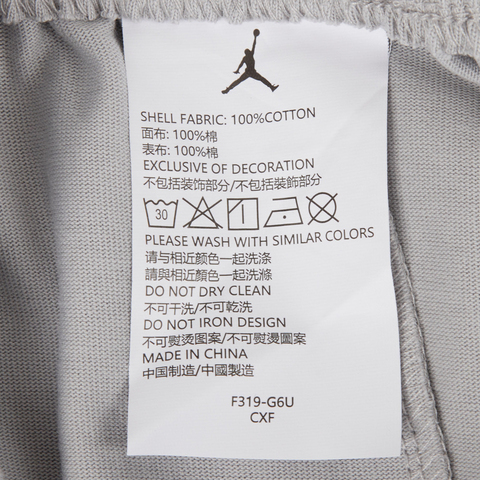 SHELL FABRIC: 100%COTTON
面布: 100%棉
表布: 100%棉
EXCLUSIVE OF DECORATION
不包括装饰部分/不包括裝飾部分
30
PLEASE WASH WITH SIMILAR COLORS
请与相近颜色一起洗涤
請與相近顏色一起洗滌
DO NOT DRY CLEAN
不可干洗/不可乾洗
DO NOT IRON DESIGN
不可熨烫图案/不可熨燙圖案
MADE IN CHINA
中国制造/中國製造
F319-G6U
CXF